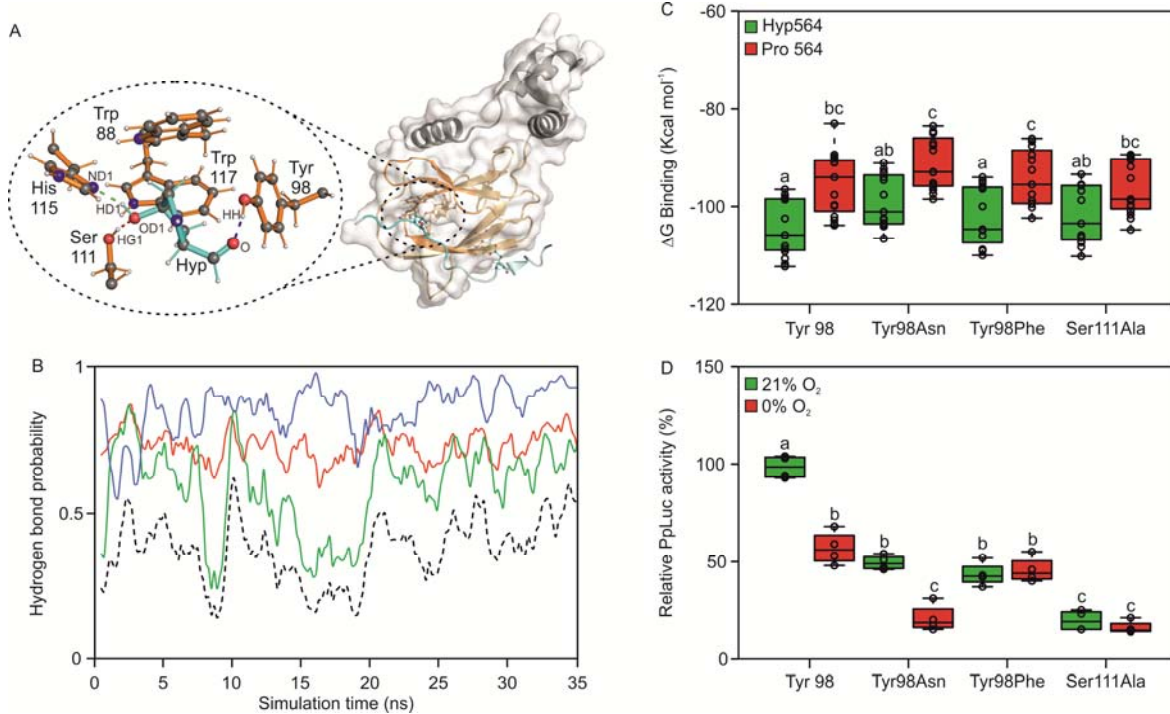 A
Trp
88
Trp
117
Tyr
98
His
115
ND1
HD1
OD1
HH
Ser
111
HG1
Hyp
O
B
Hydrogen bond probability
1
0.5
0
0 5 10 15 20 25 30 35
Simulation time (ns)
C
ΔG Binding (Kcal mol⁻¹)
-60
-80
-100
-120
Hyp564
Pro 564
a bc ab c a c ab bc
Tyr 98 Tyr98Asn Tyr98Phe Ser111Ala
D
Relative PpLuc activity (%)
150
100
50
0
21% O₂
0% O₂
a b b c b b c c
Tyr 98 Tyr98Asn Tyr98Phe Ser111Ala